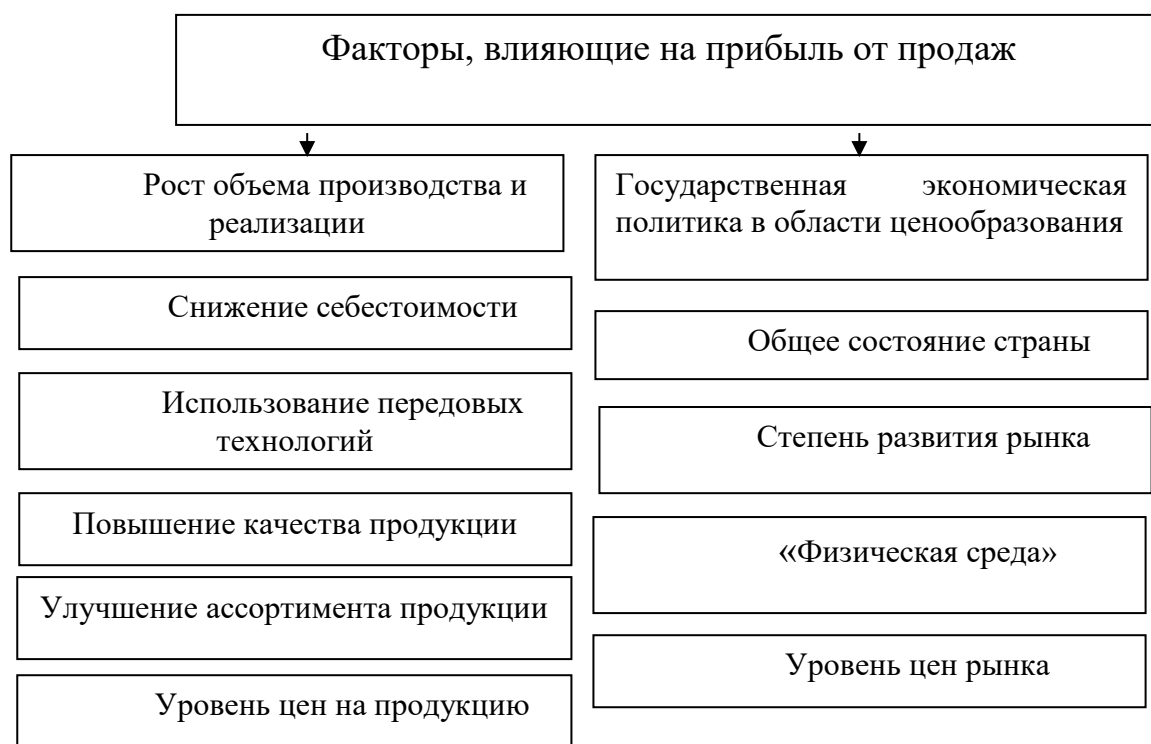 Факторы, влияющие на прибыль от продаж
Рост объема производства и
реализации
Снижение себестоимости
Использование передовых
технологий
Повышение качества продукции
Улучшение ассортимента продукции
Уровень цен на продукцию
Государственная экономическая
политика в области ценообразования
Общее состояние страны
Степень развития рынка
«Физическая среда»
Уровень цен рынка